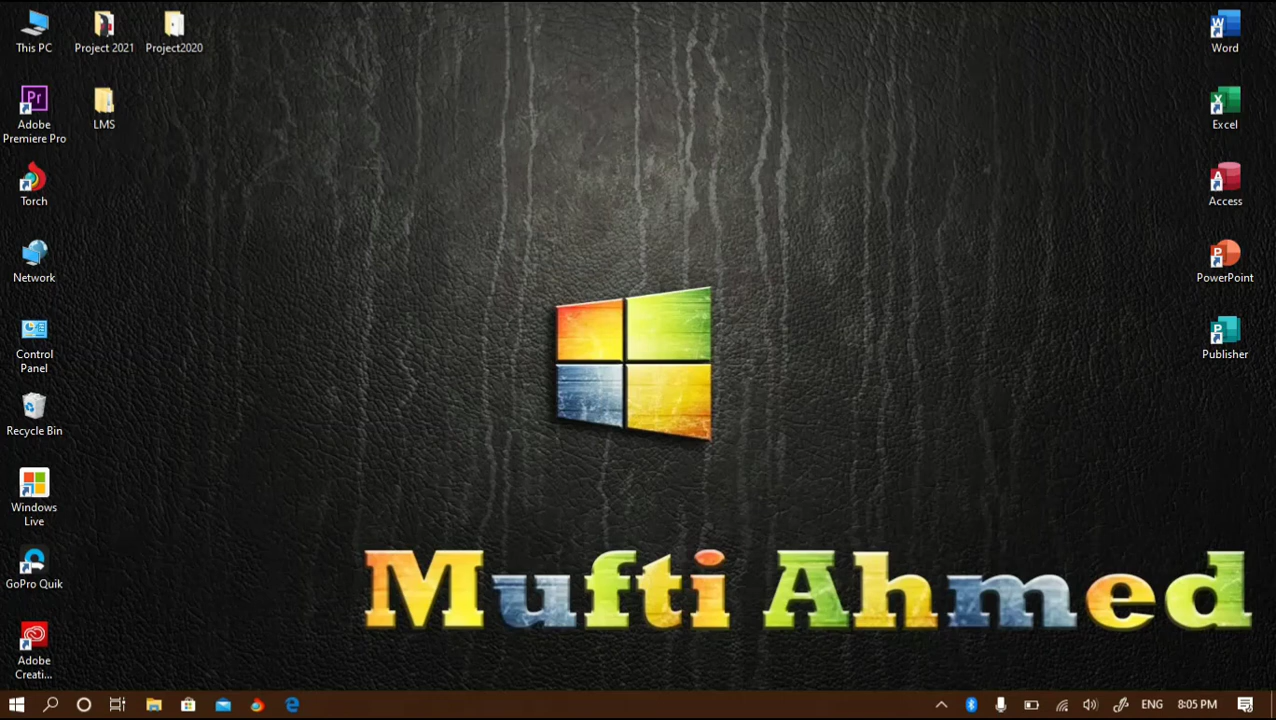 This PC
Project 2021
Project2020
Word
Adobe
Premiere Pro
LMS
Excel
Torch
Access
Network
PowerPoint
Control
Panel
Publisher
Recycle Bin
Windows
Live
GoPro Quik
Mufti Ahmed
Adobe
Creati...
ENG
8:05 PM